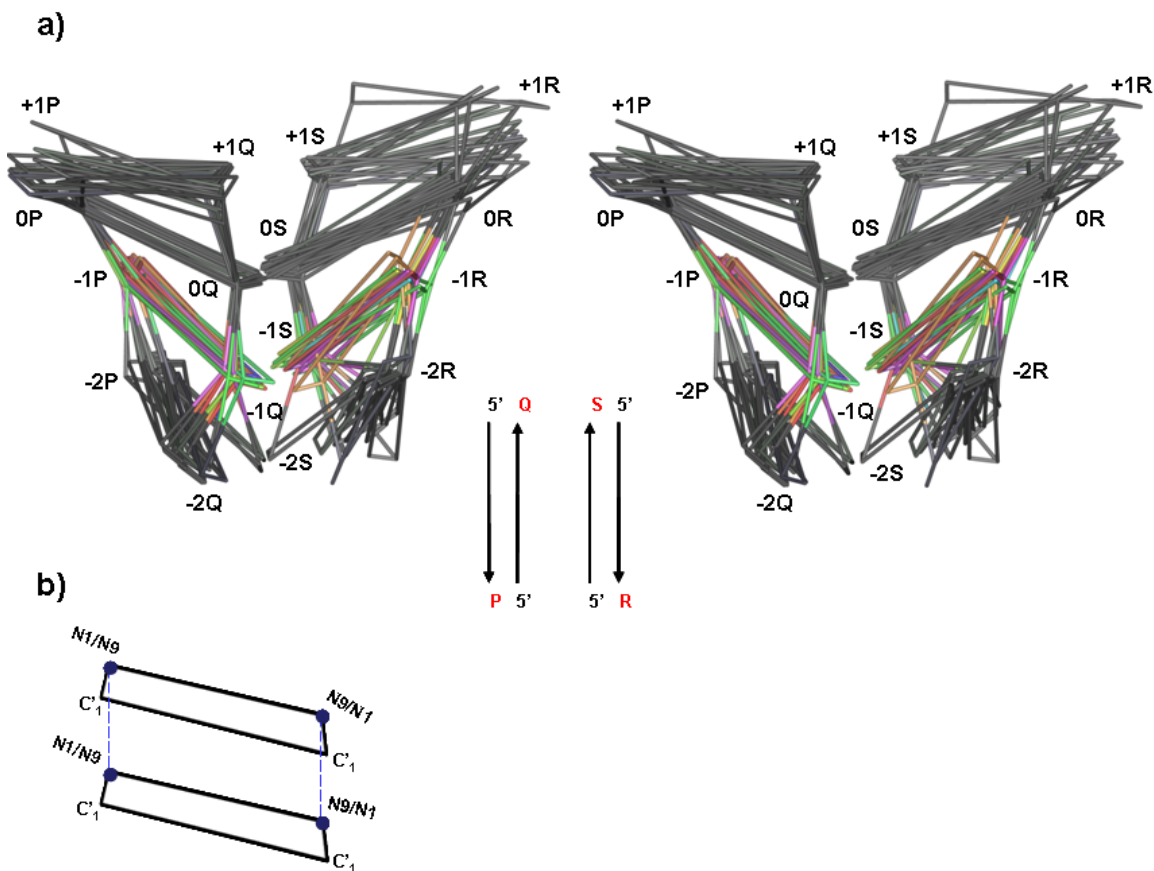 a)
+1P
+1Q
+1S
+1R
0P
0Q
0S
0R
-1P
-1Q
-1S
-1R
-2P
-2Q
-2S
-2R
+1P
+1Q
+1S
+1R
0P
0Q
0S
0R
-1P
-1Q
-1S
-1R
-2P
-2Q
-2S
-2R
5' Q S 5'
P 5' 5' R
b)
N1/N9
N9/N1
C'1
C'1
N1/N9
N9/N1
C'1
C'1